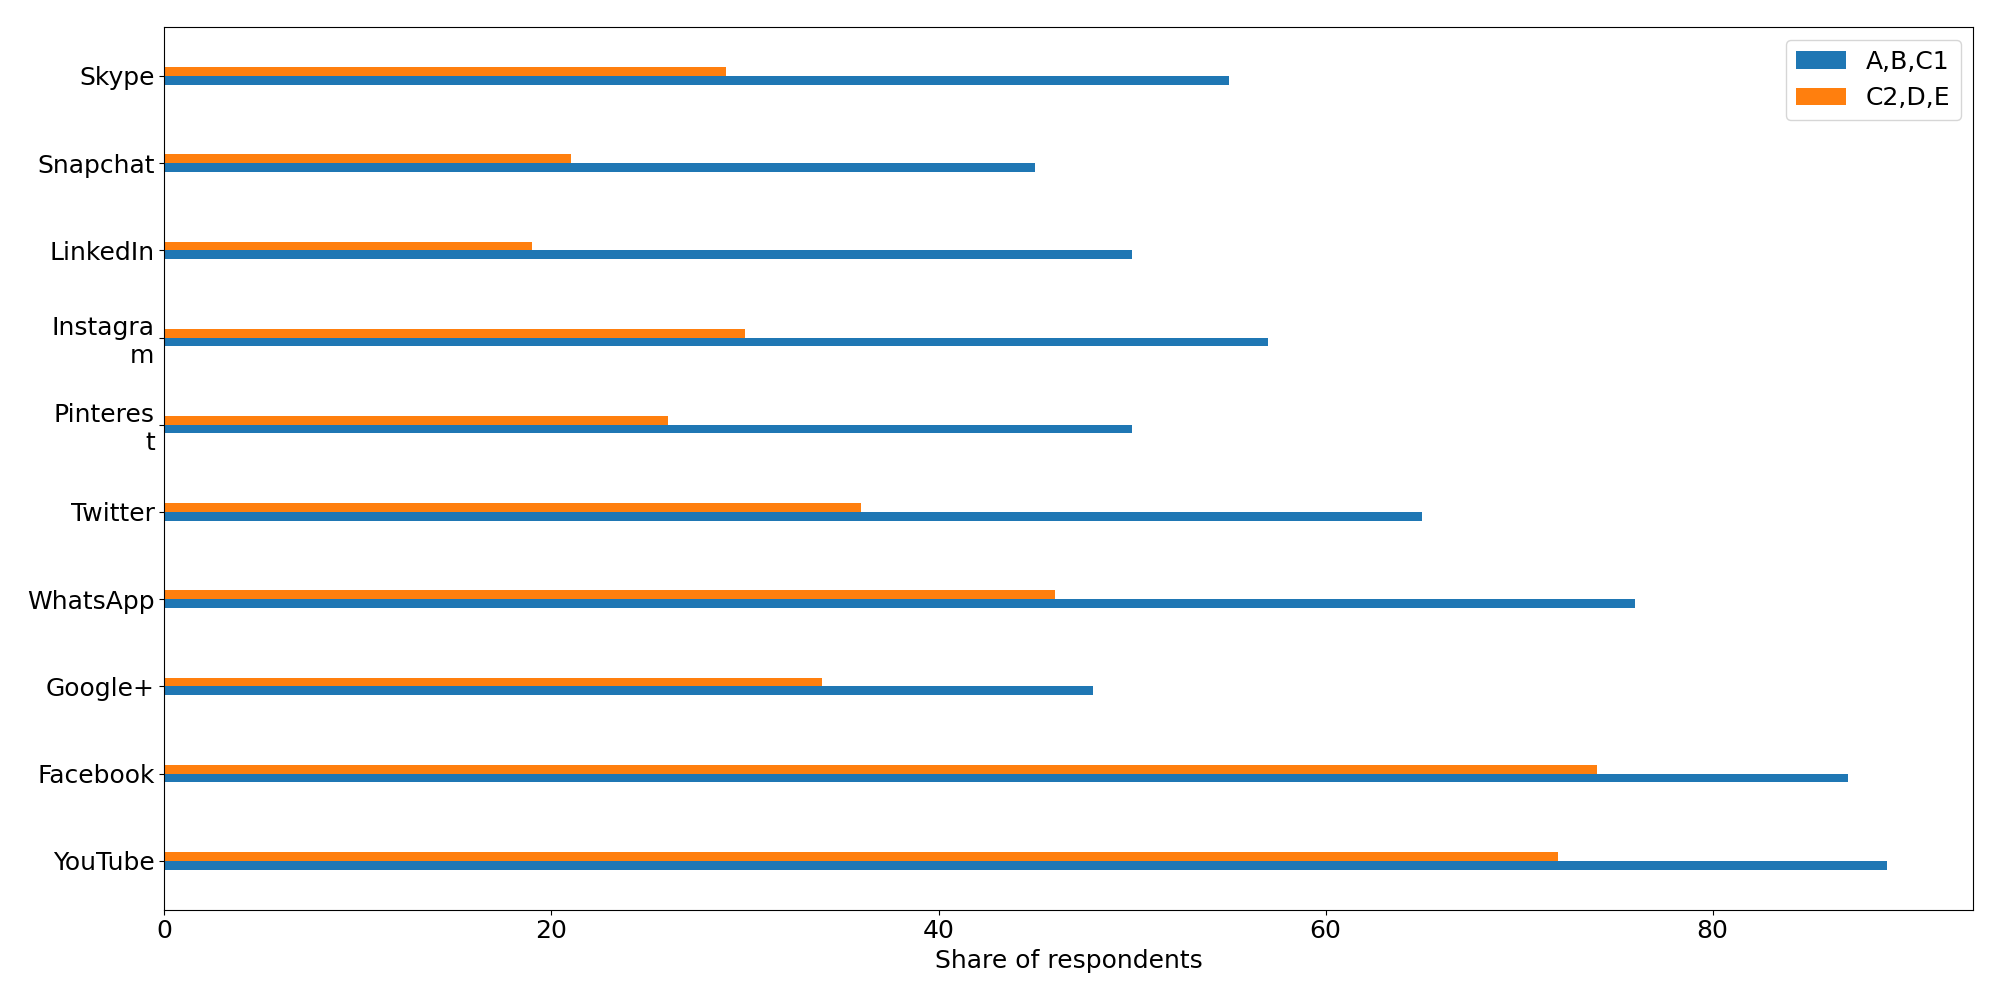 Skype
Snapchat
LinkedIn
Instagra
m
Pinteres
t
Twitter
WhatsApp
Google+
Facebook
YouTube
0 20 40 60 80
Share of respondents
A,B,C1
C2,D,E